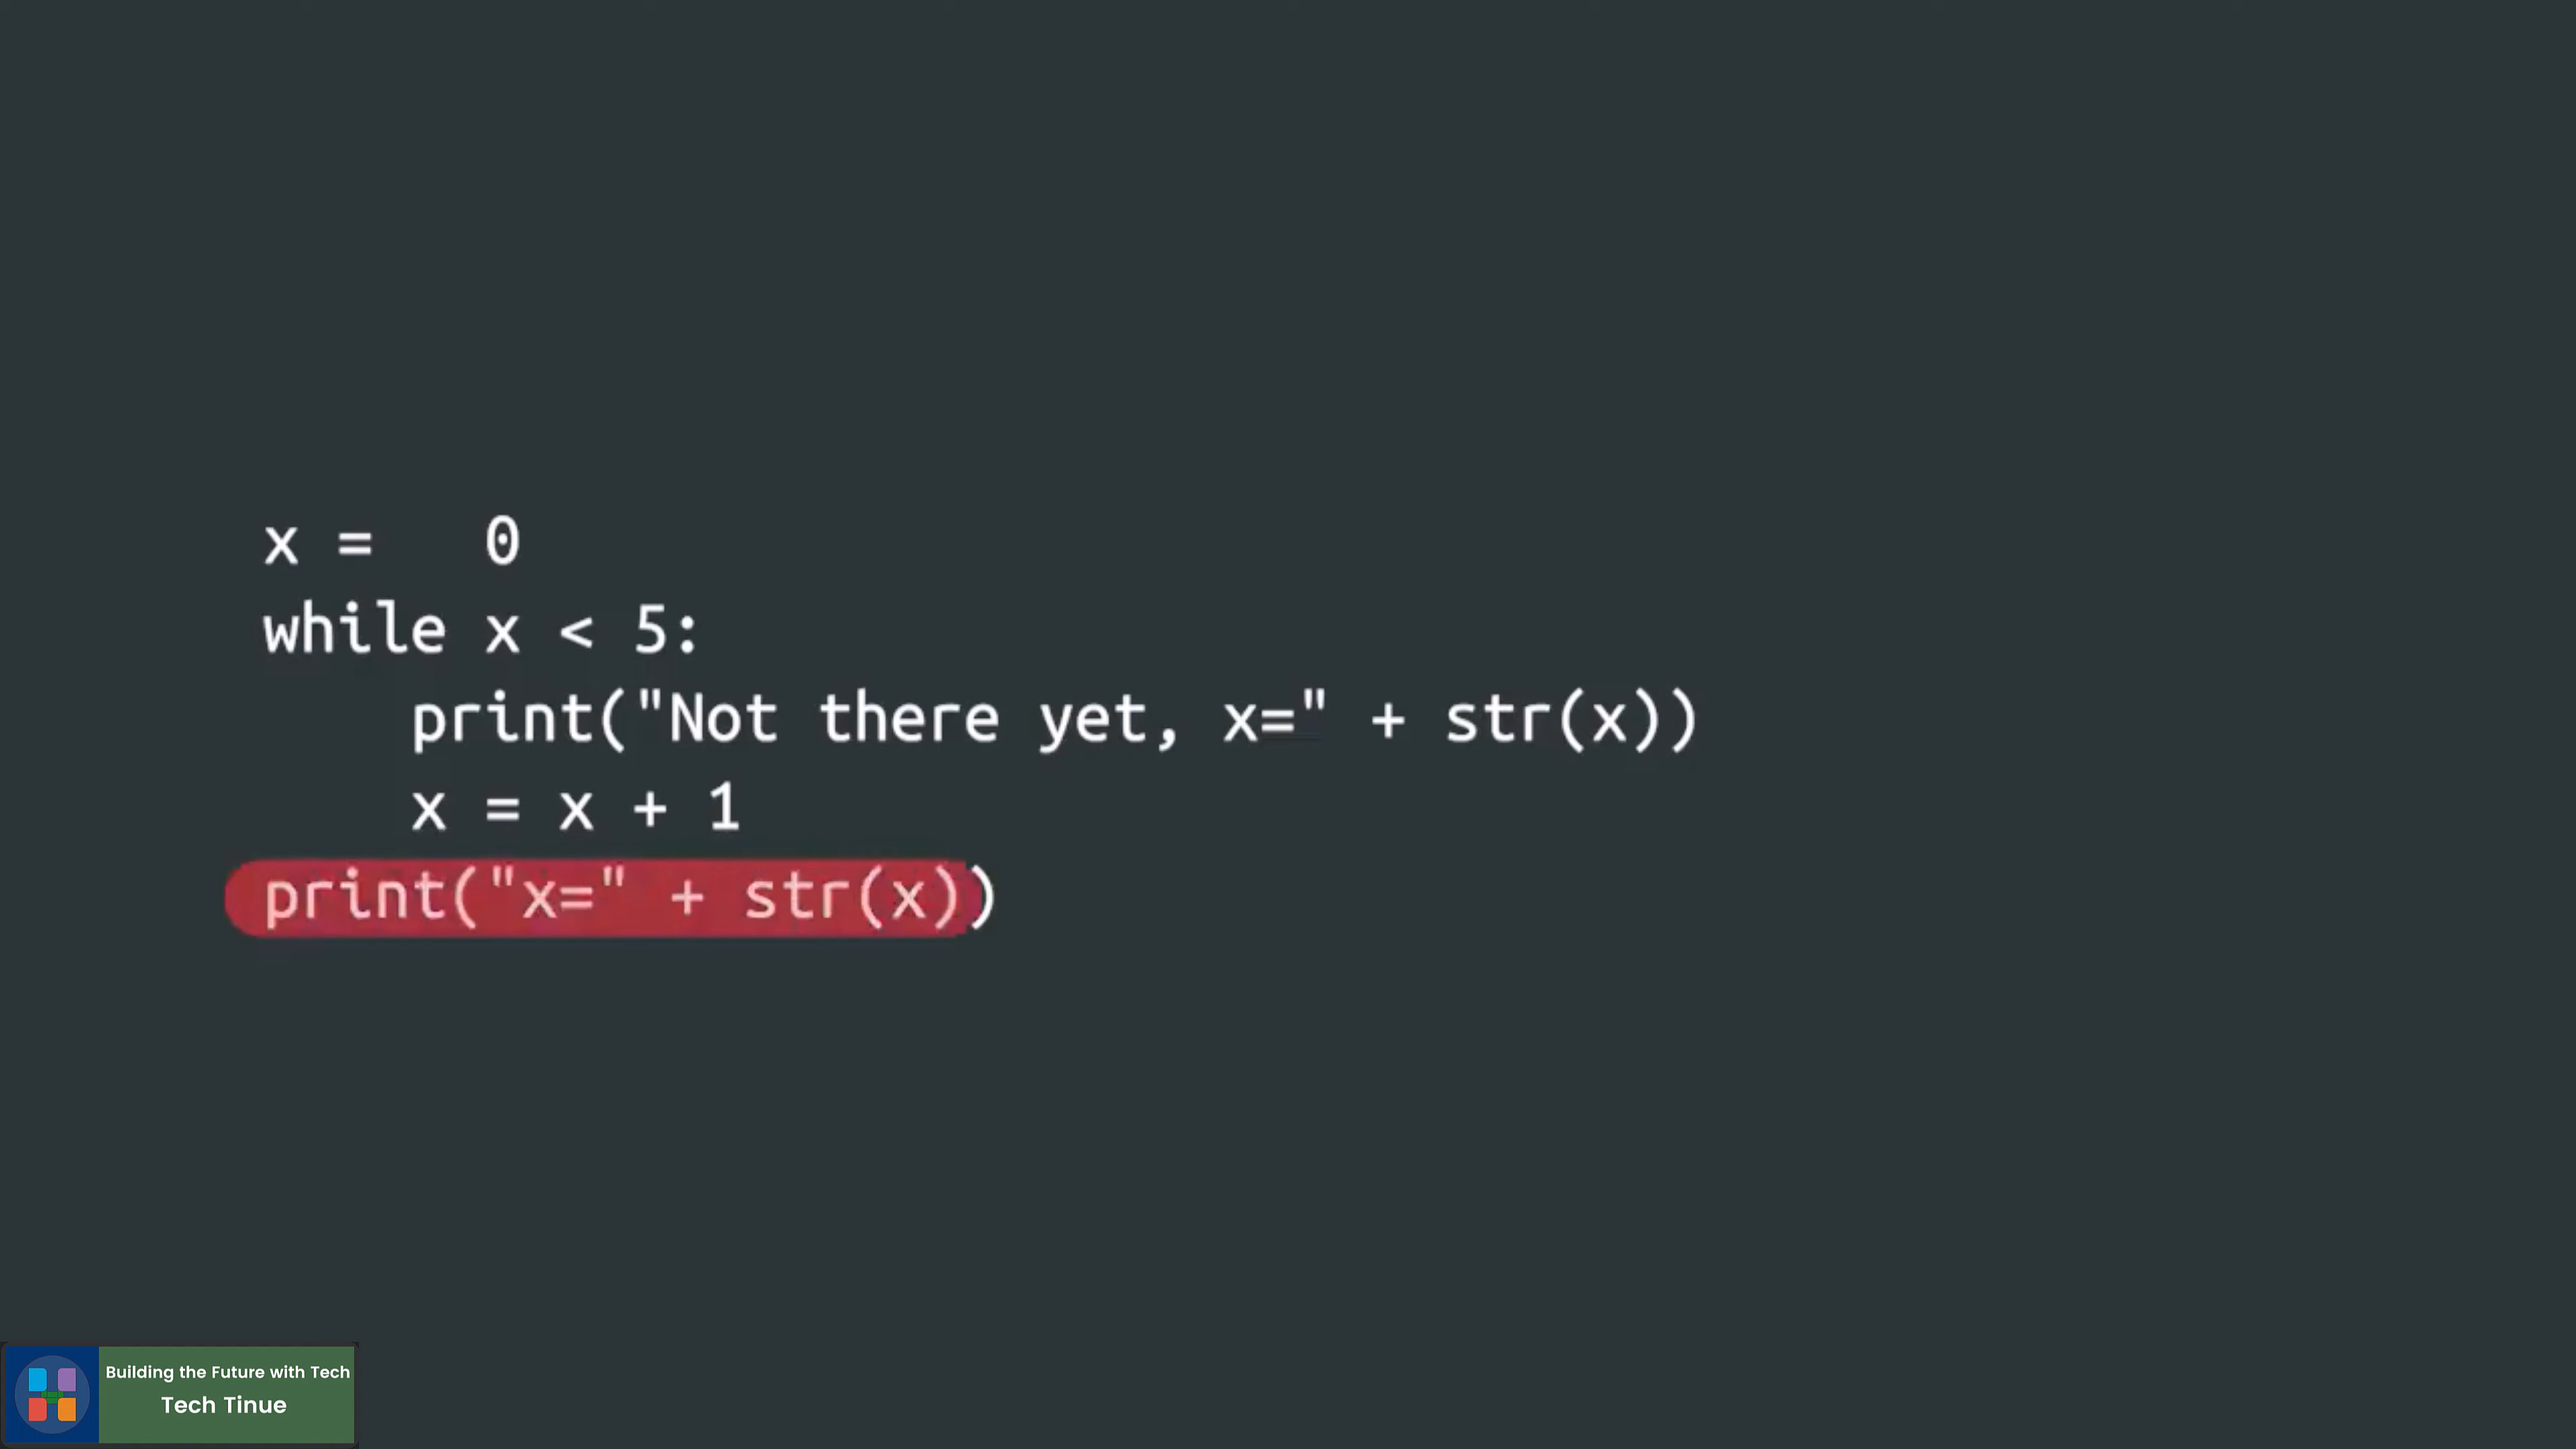 x =   0
while x < 5:
    print("Not there yet, x=" + str(x))
    x = x + 1
print("x=" + str(x))
Building the Future with Tech
Tech Tinue